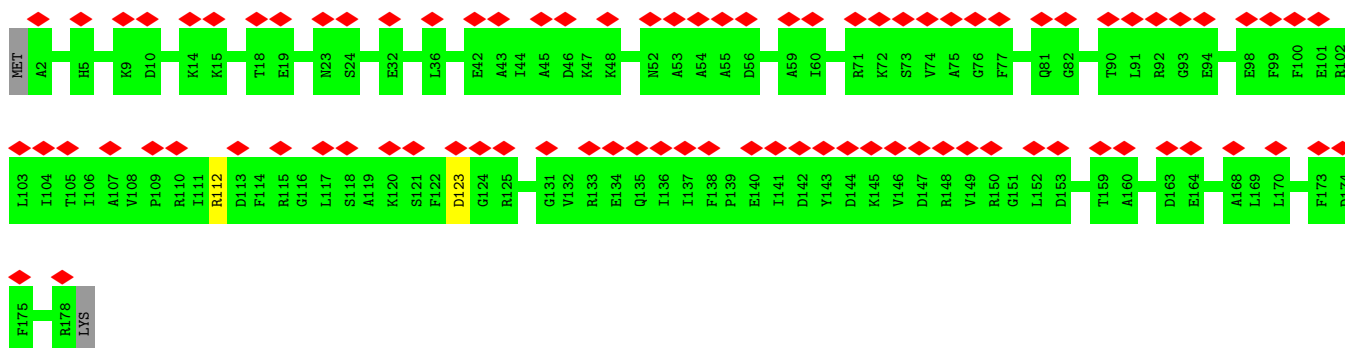 MET A2 H5 K9 D10 K14 K15 T18 E19 N23 S24 E32 L36 E42 A43 I44 A45 D46 K47 K48 N52 A53 A54 A55 D56 A59 I60 R71 K72 S73 V74 A75 G76 F77 Q81 G82 T90 L91 R92 G93 E94 E98 F99 F100 E101 R102
L103 I104 T105 I106 A107 V108 P109 R110 I111 R112 D113 F114 R115 G116 L117 S118 A119 K120 S121 F122 D123 G124 R125 G131 V132 R133 E134 Q135 I136 I137 F138 P139 E140 I141 D142 Y143 D144 K145 V146 D147 R148 V149 R150 G151 L152 D153 T159 A160 D163 E164 A168 L169 L170 F173
F175 R178 LYS